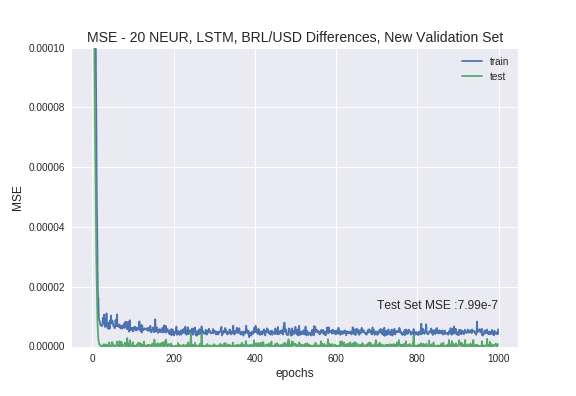 MSE - 20 NEUR, LSTM, BRL/USD Differences, New Validation Set
0.00010
0.00008
0.00006
0.00004
0.00002
0.00000
MSE
train
test
Test Set MSE :7.99e-7
0 200 400 600 800 1000
epochs